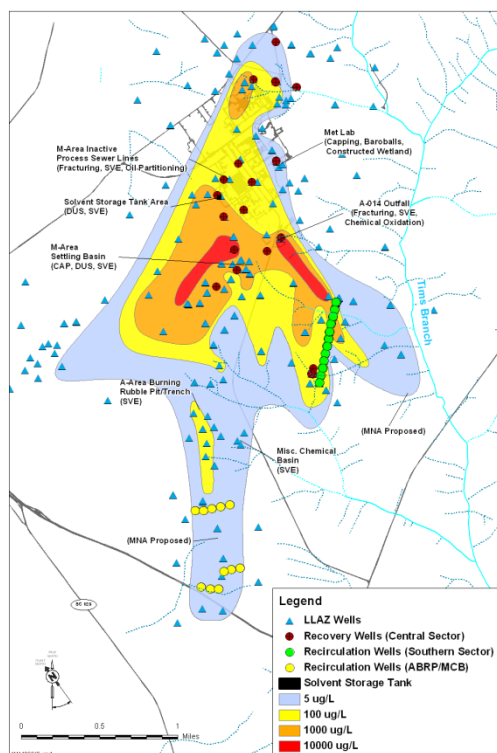 M-Area Inactive
Process Sewer Lines
(Fracturing, SVE, Oil Partitioning)
Solvent Storage Tank Area
(DUS, SVE)
M-Area
Settling Basin
(CAP, DUS, SVE)
Met Lab
(Capping, Baroballs,
Constructed Wetland)
A-014 Outfall
(Fracturing, SVE,
Chemical Oxidation)
Tims Branch
A-Area Burning
Rubble Pit/Trench
(SVE)
Misc. Chemical
Basin
(SVE)
(MNA Proposed)
(MNA Proposed)
SC 125
0 0.5 1
Miles
Legend
LLAZ Wells
Recovery Wells (Central Sector)
Recirculation Wells (Southern Sector)
Recirculation Wells (ABRP/MCB)
Solvent Storage Tank
5 ug/L
100 ug/L
1000 ug/L
10000 ug/L